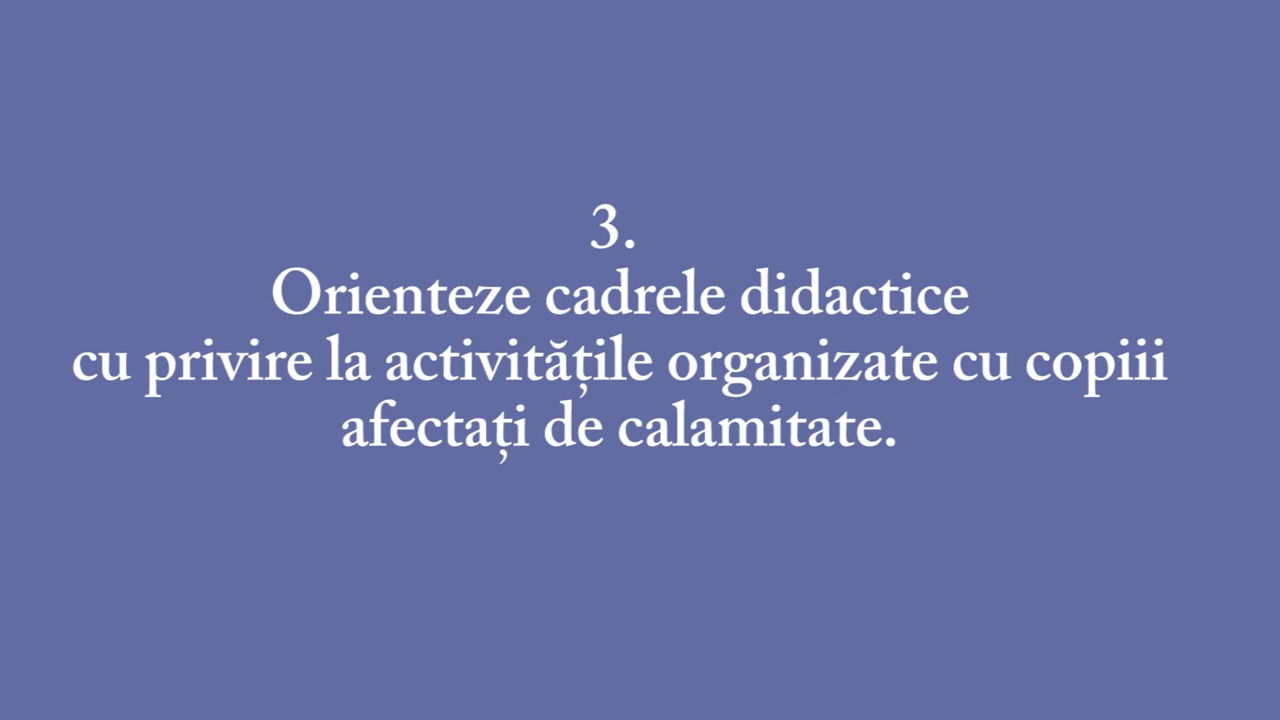 3.
Orienteze cadrele didactice
cu privire la activitățile organizate cu copiii
afectați de calamitate.